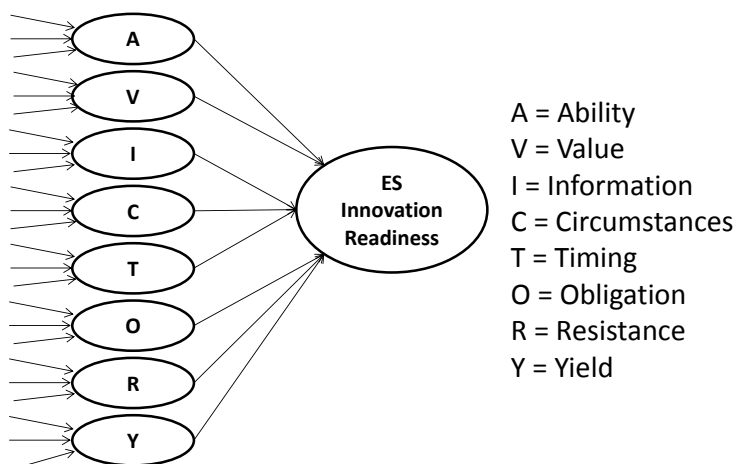 A
V
I
C
T
O
R
Y
ES
Innovation
Readiness
A = Ability
V = Value
I = Information
C = Circumstances
T = Timing
O = Obligation
R = Resistance
Y = Yield